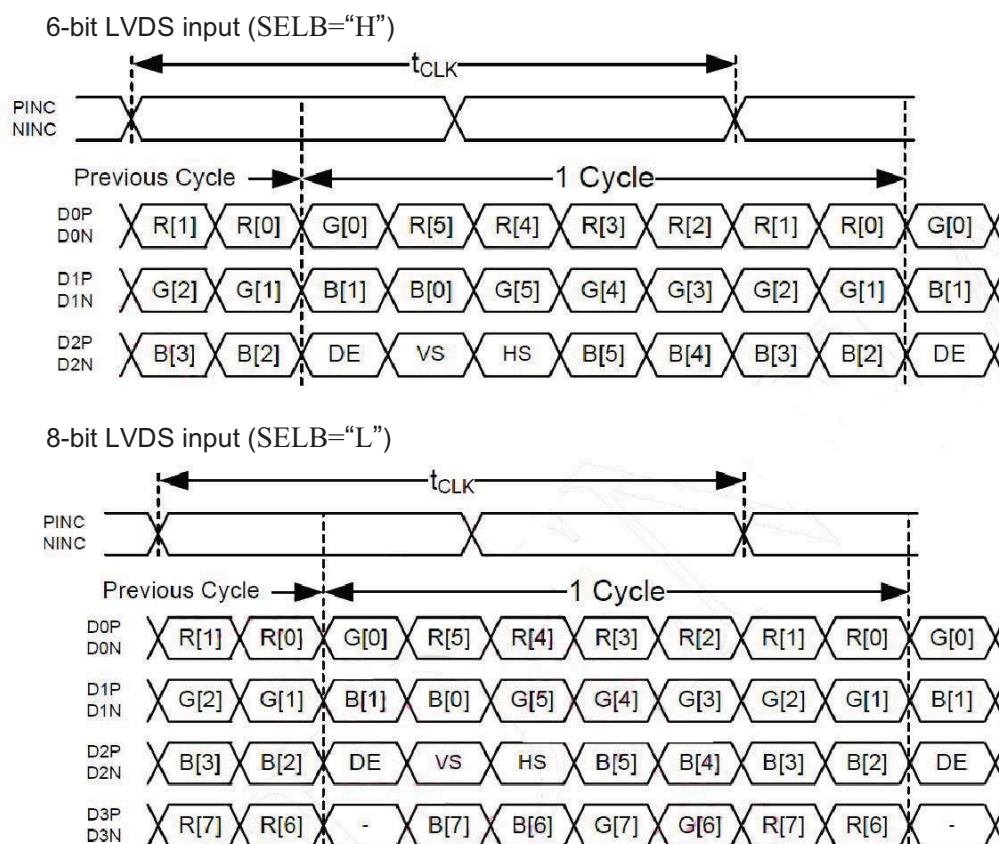 6-bit LVDS input (SELB=“H”)
tCLK
PINC
NINC
Previous Cycle 1 Cycle
D0P
D0N
R[1] R[0] G[0] R[5] R[4] R[3] R[2] R[1] R[0] G[0]
D1P
D1N
G[2] G[1] B[1] B[0] G[5] G[4] G[3] G[2] G[1] B[1]
D2P
D2N
B[3] B[2] DE VS HS B[5] B[4] B[3] B[2] DE
8-bit LVDS input (SELB=“L”)
tCLK
PINC
NINC
Previous Cycle 1 Cycle
D0P
D0N
R[1] R[0] G[0] R[5] R[4] R[3] R[2] R[1] R[0] G[0]
D1P
D1N
G[2] G[1] B[1] B[0] G[5] G[4] G[3] G[2] G[1] B[1]
D2P
D2N
B[3] B[2] DE VS HS B[5] B[4] B[3] B[2] DE
D3P
D3N
R[7] R[6] - B[7] B[6] G[7] G[6] R[7] R[6] -